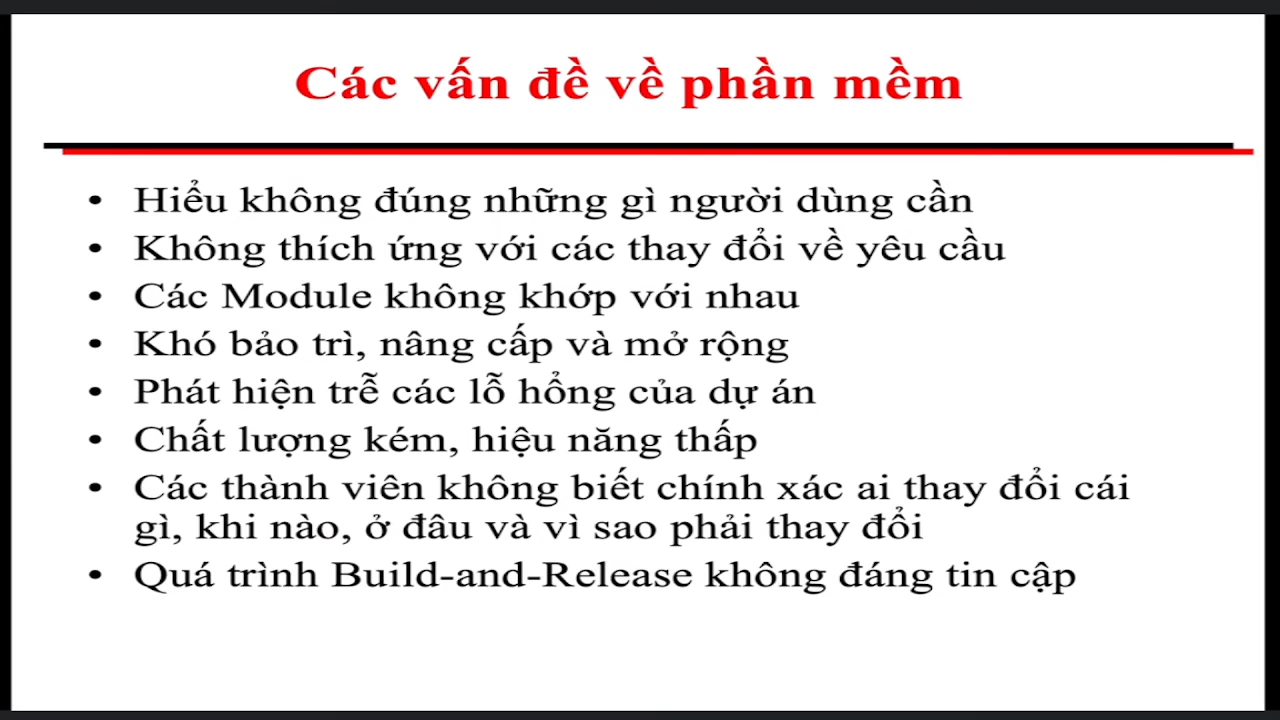 Các vấn đề về phần mềm
• Hiểu không đúng những gì người dùng cần
• Không thích ứng với các thay đổi về yêu cầu
• Các Module không khớp với nhau
• Khó bảo trì, nâng cấp và mở rộng
• Phát hiện trễ các lỗ hổng của dự án
• Chất lượng kém, hiệu năng thấp
• Các thành viên không biết chính xác ai thay đổi cái
gì, khi nào, ở đâu và vì sao phải thay đổi
• Quá trình Build-and-Release không đáng tin cập